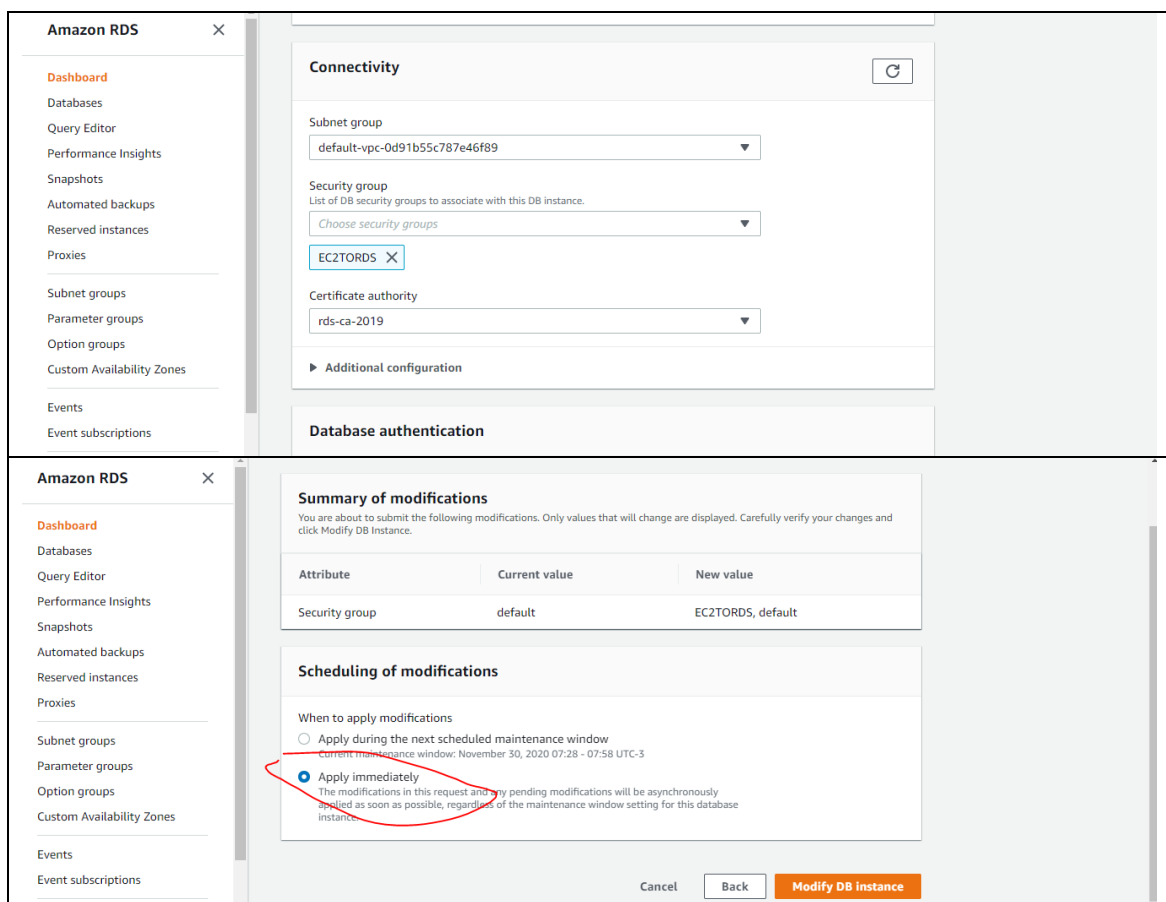 Amazon RDS
Dashboard
Databases
Query Editor
Performance Insights
Snapshots
Automated backups
Reserved instances
Proxies
Subnet groups
Parameter groups
Option groups
Custom Availability Zones
Events
Event subscriptions
Connectivity
Subnet group
default-vpc-0d91b55c787e46f89
Security group
List of DB security groups to associate with this DB instance.
Choose security groups
EC2TORDS
Certificate authority
rds-ca-2019
Additional configuration
Database authentication
Amazon RDS
Dashboard
Databases
Query Editor
Performance Insights
Snapshots
Automated backups
Reserved instances
Proxies
Subnet groups
Parameter groups
Option groups
Custom Availability Zones
Events
Event subscriptions
Summary of modifications
You are about to submit the following modifications. Only values that will change are displayed. Carefully verify your changes and
click Modify DB Instance.
Attribute Current value New value
Security group default EC2TORDS, default
Scheduling of modifications
When to apply modifications
Apply during the next scheduled maintenance window
Current maintenance window: November 30, 2020 07:28 - 07:58 UTC-3
Apply immediately
The modifications in this request and any pending modifications will be asynchronously
applied as soon as possible, regardless of the maintenance window setting for this database
instance.
Cancel Back Modify DB instance